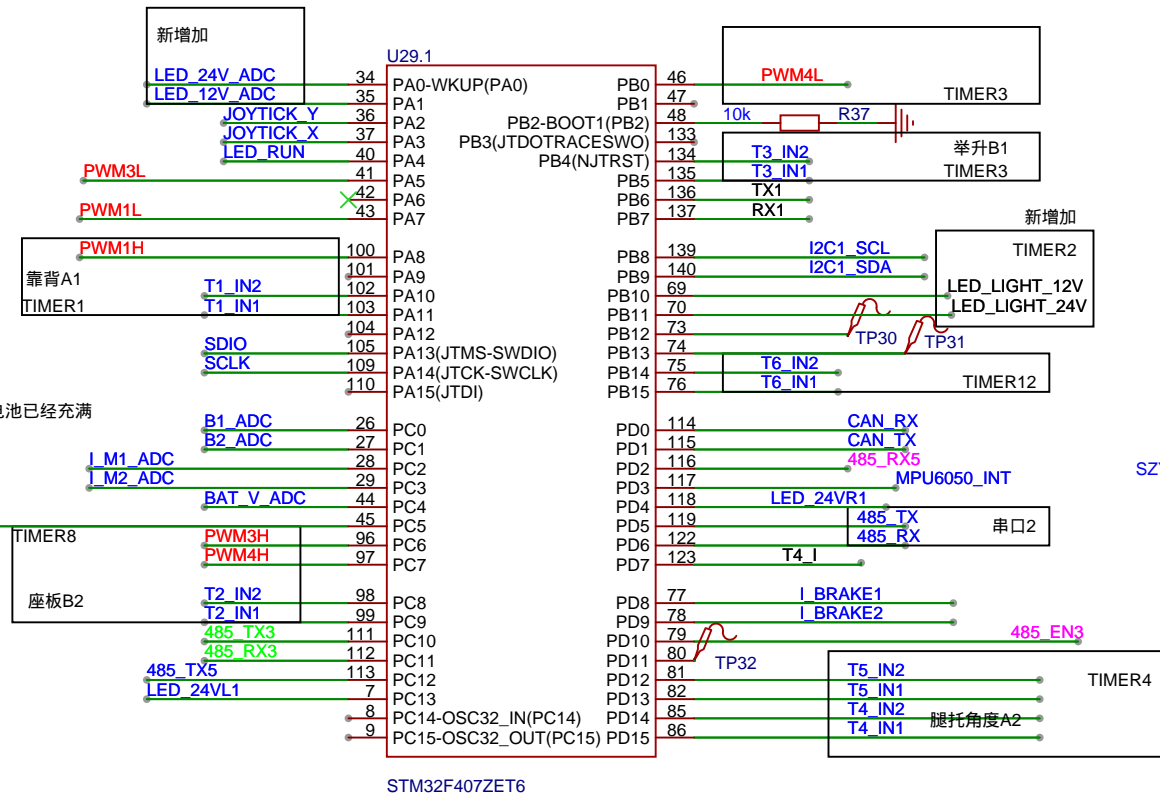 新增加
U29.1
LED_24V_ADC 34 PA0-WKUP(PA0)
LED_12V_ADC 35 PA1
JOYTICK_Y 36 PA2
JOYTICK_X 37 PA3
LED_RUN 40 PA4
PWM3L 41 PA5
42 PA6
PWM1L 43 PA7
PWM1H 100 PA8
靠背A1 101 PA9
T1_IN2 102 PA10
TIMER1 T1_IN1 103 PA11
104 PA12
SDIO 105 PA13(JTMS-SWDIO)
SCLK 109 PA14(JTCK-SWCLK)
110 PA15(JTDI)
池已经充满
B1_ADC 26 PC0
B2_ADC 27 PC1
I_M1_ADC 28 PC2
I_M2_ADC 29 PC3
BAT_V_ADC 44 PC4
45 PC5
TIMER8 PWM3H 96 PC6
PWM4H 97 PC7
座板B2 T2_IN2 98 PC8
T2_IN1 99 PC9
485_TX3 111 PC10
485_RX3 112 PC11
485_TX5 113 PC12
LED_24VL1 7 PC13
8 PC14-OSC32_IN(PC14)
9 PC15-OSC32_OUT(PC15)
PB0 46 PWM4L
PB1 47 TIMER3
PB2-BOOT1(PB2) 48 10k R37
PB3(JTDOTRACESWO) 133
PB4(NJTRST) 134 T3_IN2 举升B1
PB5 135 T3_IN1 TIMER3
PB6 136 TX1
PB7 137 RX1
新增加
PB8 139 I2C1_SCL TIMER2
PB9 140 I2C1_SDA
PB10 69 LED_LIGHT_12V
PB11 70 LED_LIGHT_24V
PB12 73 TP30
PB13 74 TP31
PB14 75 T6_IN2
PB15 76 T6_IN1 TIMER12
PD0 114 CAN_RX
PD1 115 CAN_TX
PD2 116 485_RX5
SZ
PD3 117 MPU6050_INT
PD4 118 LED_24VR1
PD5 119 485_TX 串口2
PD6 122 485_RX
PD7 123 T4_I
PD8 77 I_BRAKE1
PD9 78 I_BRAKE2
PD10 79 485_EN3
PD11 80 TP32
PD12 81 T5_IN2 TIMER4
PD13 82 T5_IN1
PD14 85 T4_IN2 腿托角度A2
PD15 86 T4_IN1
STM32F407ZET6